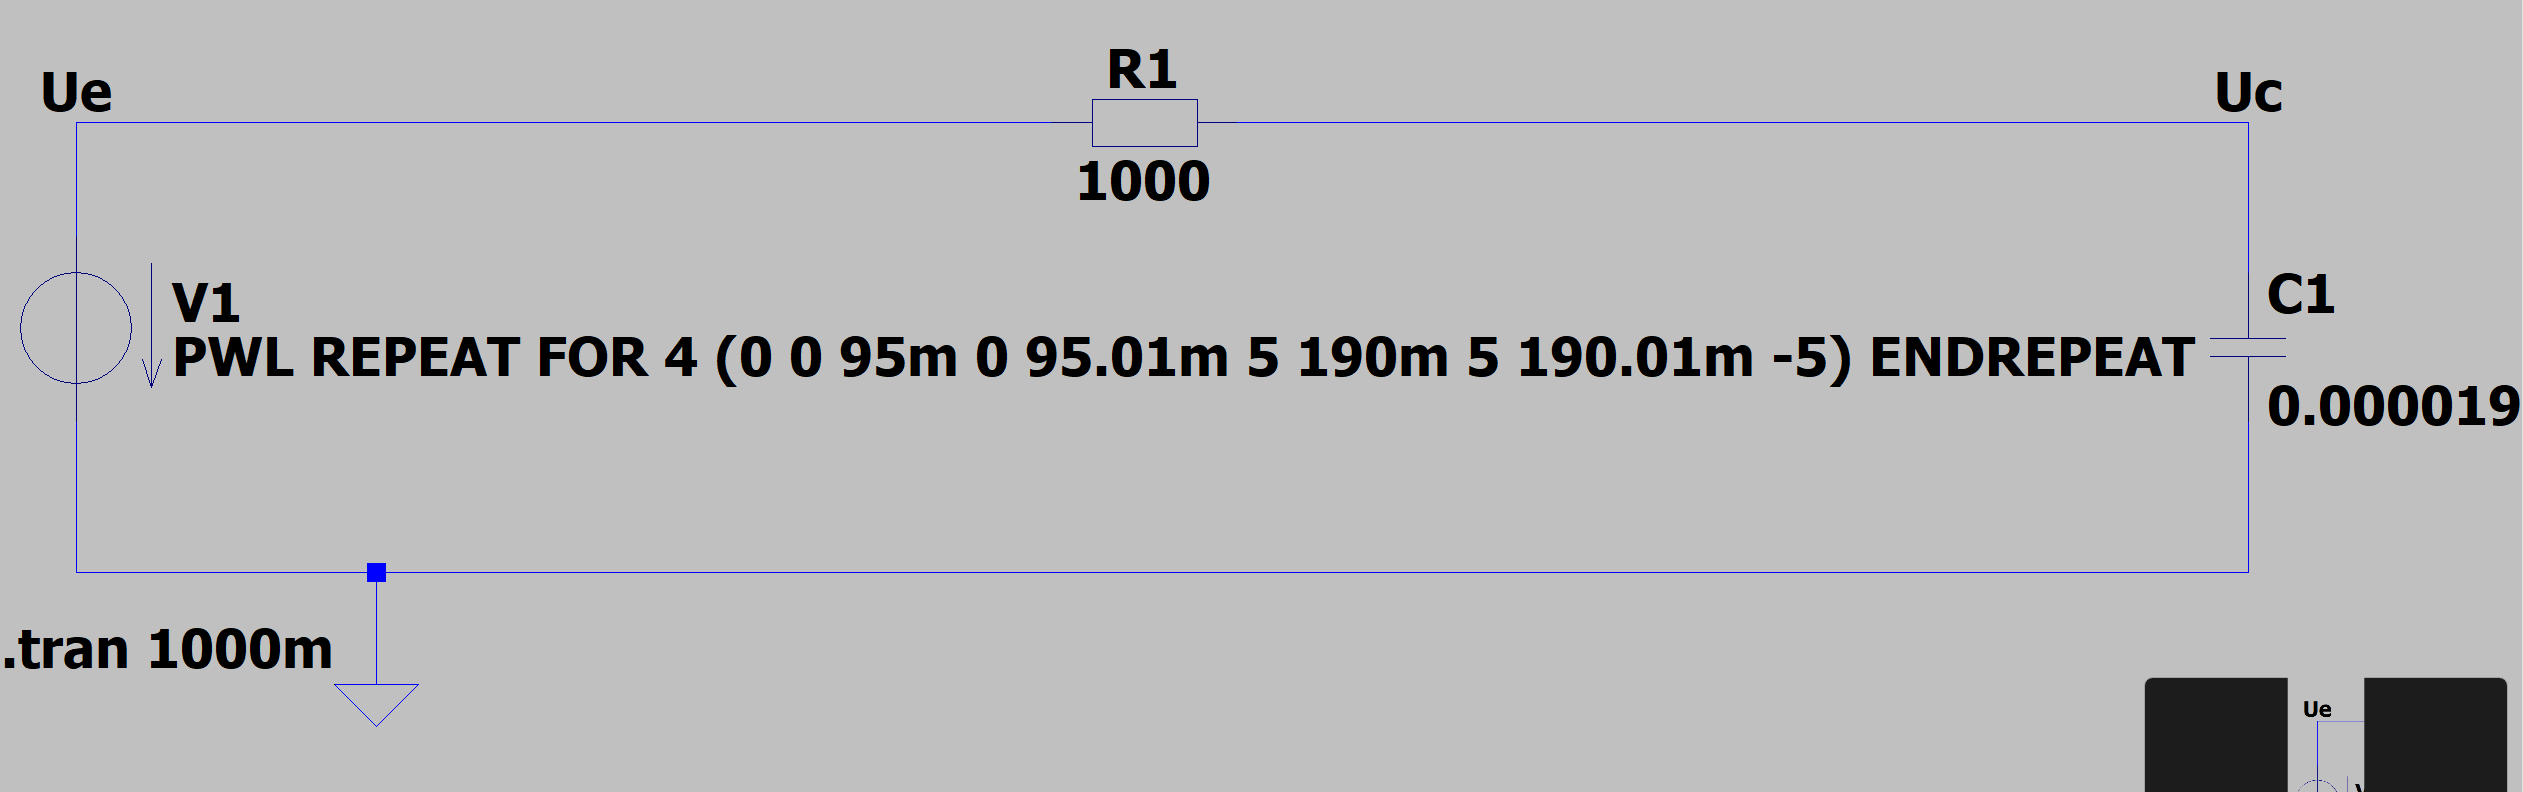 Ue
R1
Uc
1000
V1
PWL REPEAT FOR 4 (0 0 95m 0 95.01m 5 190m 5 190.01m -5) ENDREPEAT
C1
0.000019
.tran 1000m
Ue